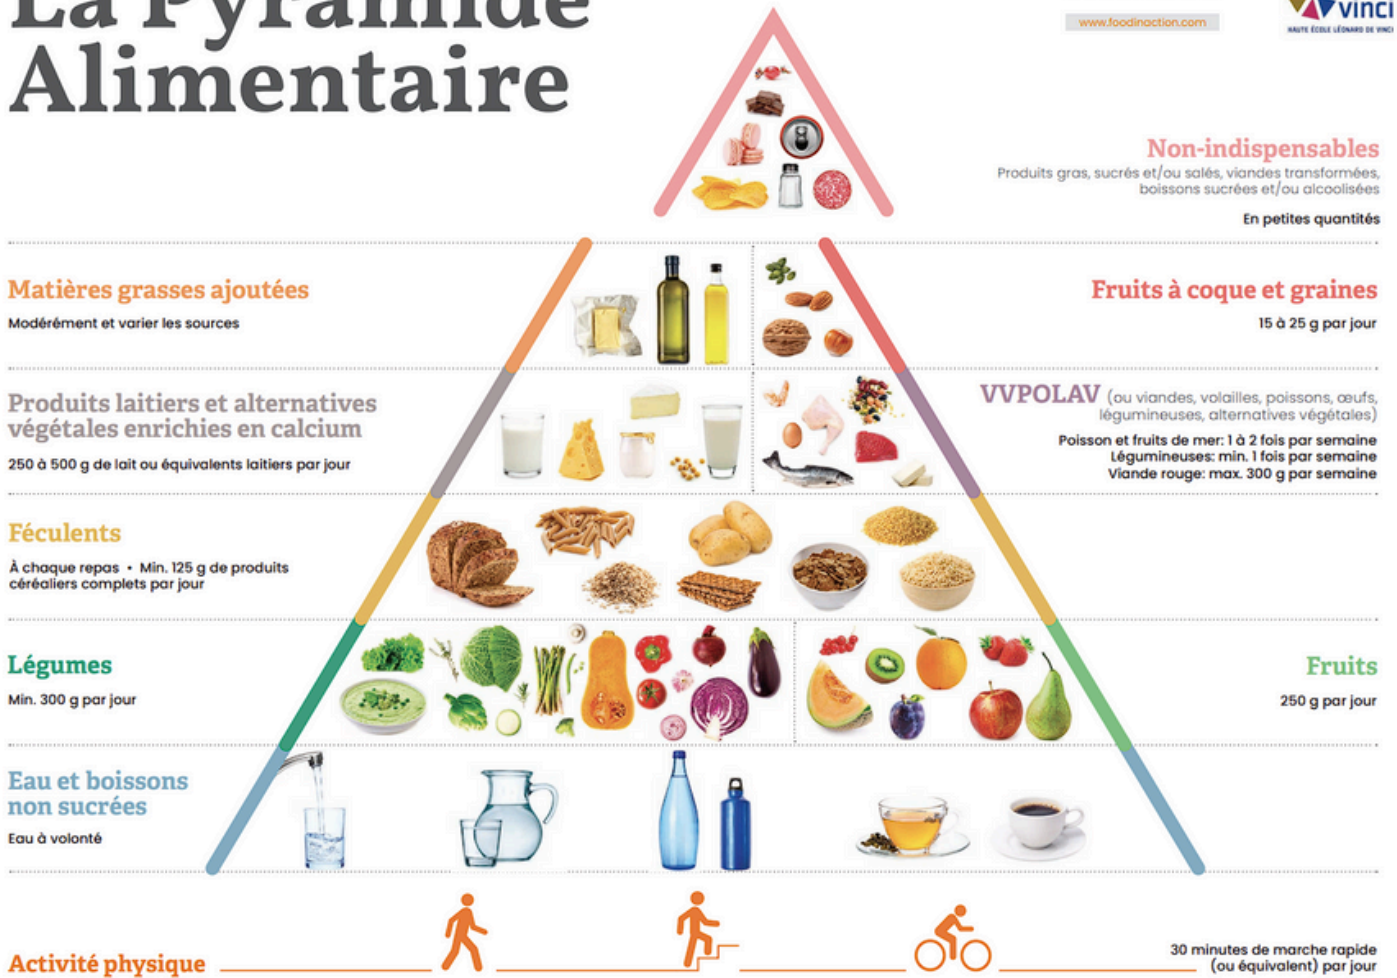 La Pyramide
Alimentaire
www.foodinaction.com
vinci
HAUTE ÉCOLE LÉONARD DE VINCI
Non-indispensables
Produits gras, sucrés et/ou salés, viandes transformées,
boissons sucrées et/ou alcoolisées
En petites quantités
Matières grasses ajoutées
Modérément et varier les sources
Fruits à coque et graines
15 à 25 g par jour
Produits laitiers et alternatives
végétales enrichies en calcium
250 à 500 g de lait ou équivalents laitiers par jour
VVPOLAV (ou viandes, volailles, poissons, œufs,
légumineuses, alternatives végétales)
Poisson et fruits de mer: 1 à 2 fois par semaine
Légumineuses: min. 1 fois par semaine
Viande rouge: max. 300 g par semaine
Féculents
À chaque repas • Min. 125 g de produits
céréaliers complets par jour
Légumes
Min. 300 g par jour
Fruits
250 g par jour
Eau et boissons
non sucrées
Eau à volonté
Activité physique
30 minutes de marche rapide
(ou équivalent) par jour